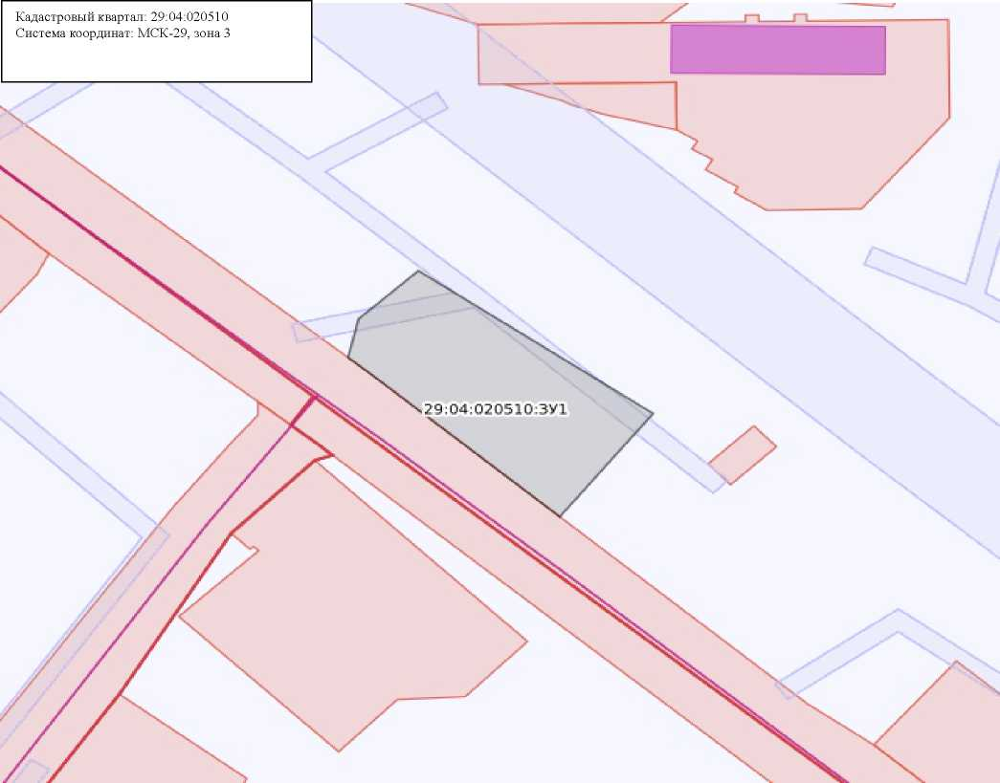 Кадастровый квартал: 29:04:020510
Система координат: МСК-29, зона 3
29:04:020510:ЗУ1